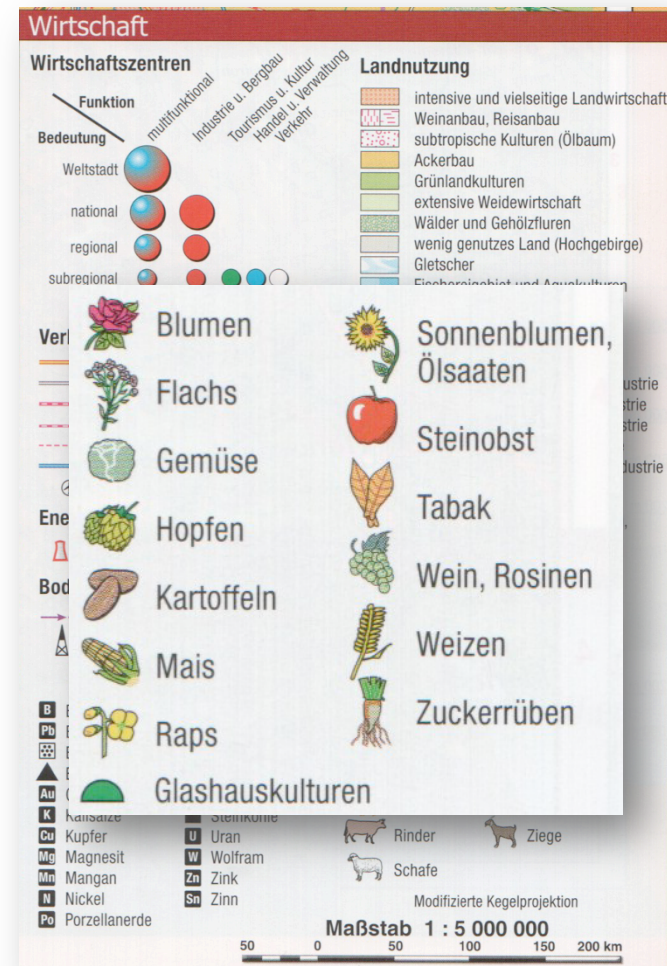 Wirtschaft
Wirtschaftszentren
Funktion
Bedeutung
multifunktional
Industrie u. Bergbau
Tourismus u. Kultur
Handel u. Verwaltung
Verkehr
Weltstadt
national
regional
subregional
Landnutzung
intensive und vielseitige Landwirtschaft
Weinanbau, Reisanbau
subtropische Kulturen (Ölbaum)
Ackerbau
Grünlandkulturen
extensive Weidewirtschaft
Wälder und Gehölzfluren
wenig genutzes Land (Hochgebirge)
Gletscher
Fischereigebiet und Aquakulturen
Blumen
Flachs
Gemüse
Hopfen
Kartoffeln
Mais
Raps
Glashauskulturen
Sonnenblumen,
Ölsaaten
Steinobst
Tabak
Wein, Rosinen
Weizen
Zuckerrüben
B
Pb
Au
K Kalisalze
Cu Kupfer
Mg Magnesit
Mn Mangan
N Nickel
Po Porzellanerde
Steinkohle
U Uran
W Wolfram
Zn Zink
Sn Zinn
Rinder
Ziege
Schafe
Modifizierte Kegelprojektion
Maßstab 1 : 5 000 000
50 0 50 100 150 200 km